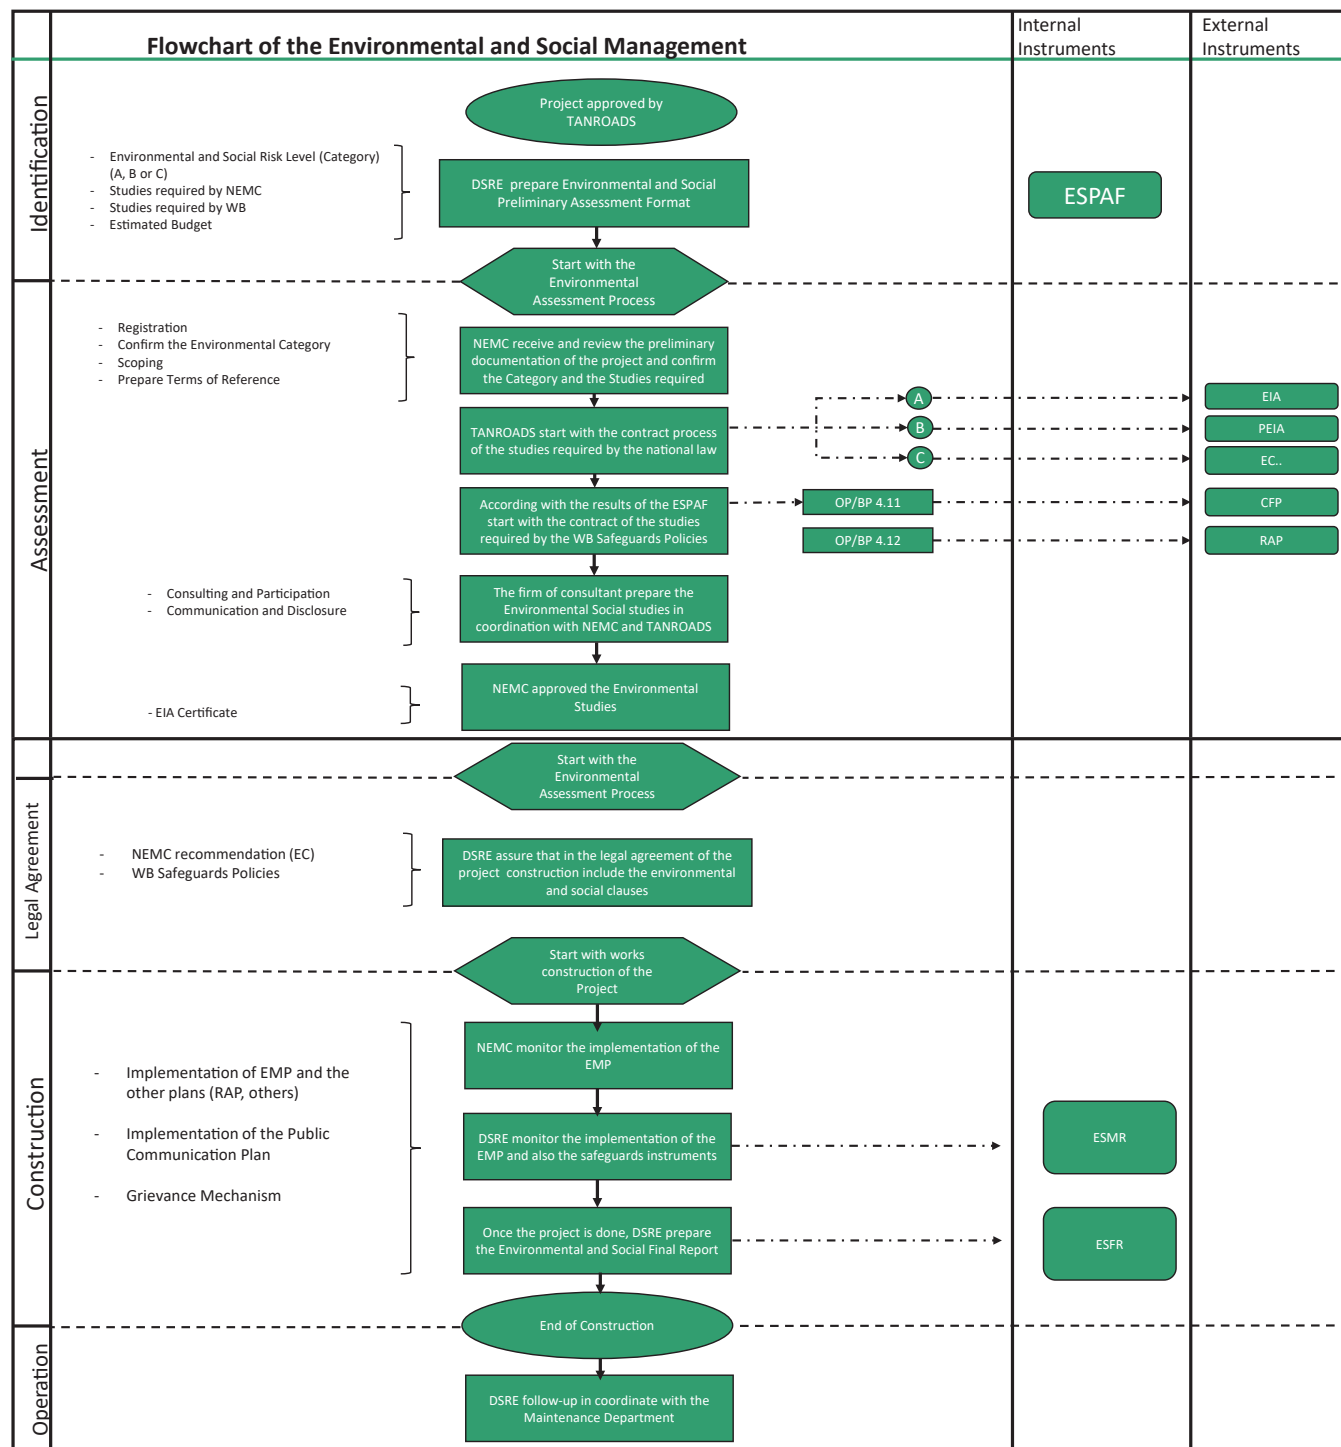 Flowchart of the Environmental and Social Management
Internal
Instruments
External
Instruments
Identification
Project approved by
TANROADS
- Environmental and Social Risk Level (Category)
(A, B or C)
- Studies required by NEMC
- Studies required by WB
- Estimated Budget
DSRE prepare Environmental and Social
Preliminary Assessment Format
ESPAF
Start with the
Environmental
Assessment Process
Assessment
- Registration
- Confirm the Environmental Category
- Scoping
- Prepare Terms of Reference
NEMC receive and review the preliminary
documentation of the project and confirm
the Category and the Studies required
TANROADS start with the contract process
of the studies required by the national law
A
EIA
B
PEIA
C
EC..
According with the results of the ESPAF
start with the contract of the studies
required by the WB Safeguards Policies
OP/BP 4.11
CFP
OP/BP 4.12
RAP
- Consulting and Participation
- Communication and Disclosure
The firm of consultant prepare the
Environmental Social studies in
coordination with NEMC and TANROADS
- EIA Certificate
NEMC approved the Environmental
Studies
Start with the
Environmental
Assessment Process
Legal Agreement
- NEMC recommendation (EC)
- WB Safeguards Policies
DSRE assure that in the legal agreement of the
project construction include the environmental
and social clauses
Start with works
construction of the
Project
Construction
- Implementation of EMP and the
other plans (RAP, others)
- Implementation of the Public
Communication Plan
- Grievance Mechanism
NEMC monitor the implementation of the
EMP
DSRE monitor the implementation of the
EMP and also the safeguards instruments
ESMR
Once the project is done, DSRE prepare
the Environmental and Social Final Report
ESFR
End of Construction
Operation
DSRE follow-up in coordinate with the
Maintenance Department